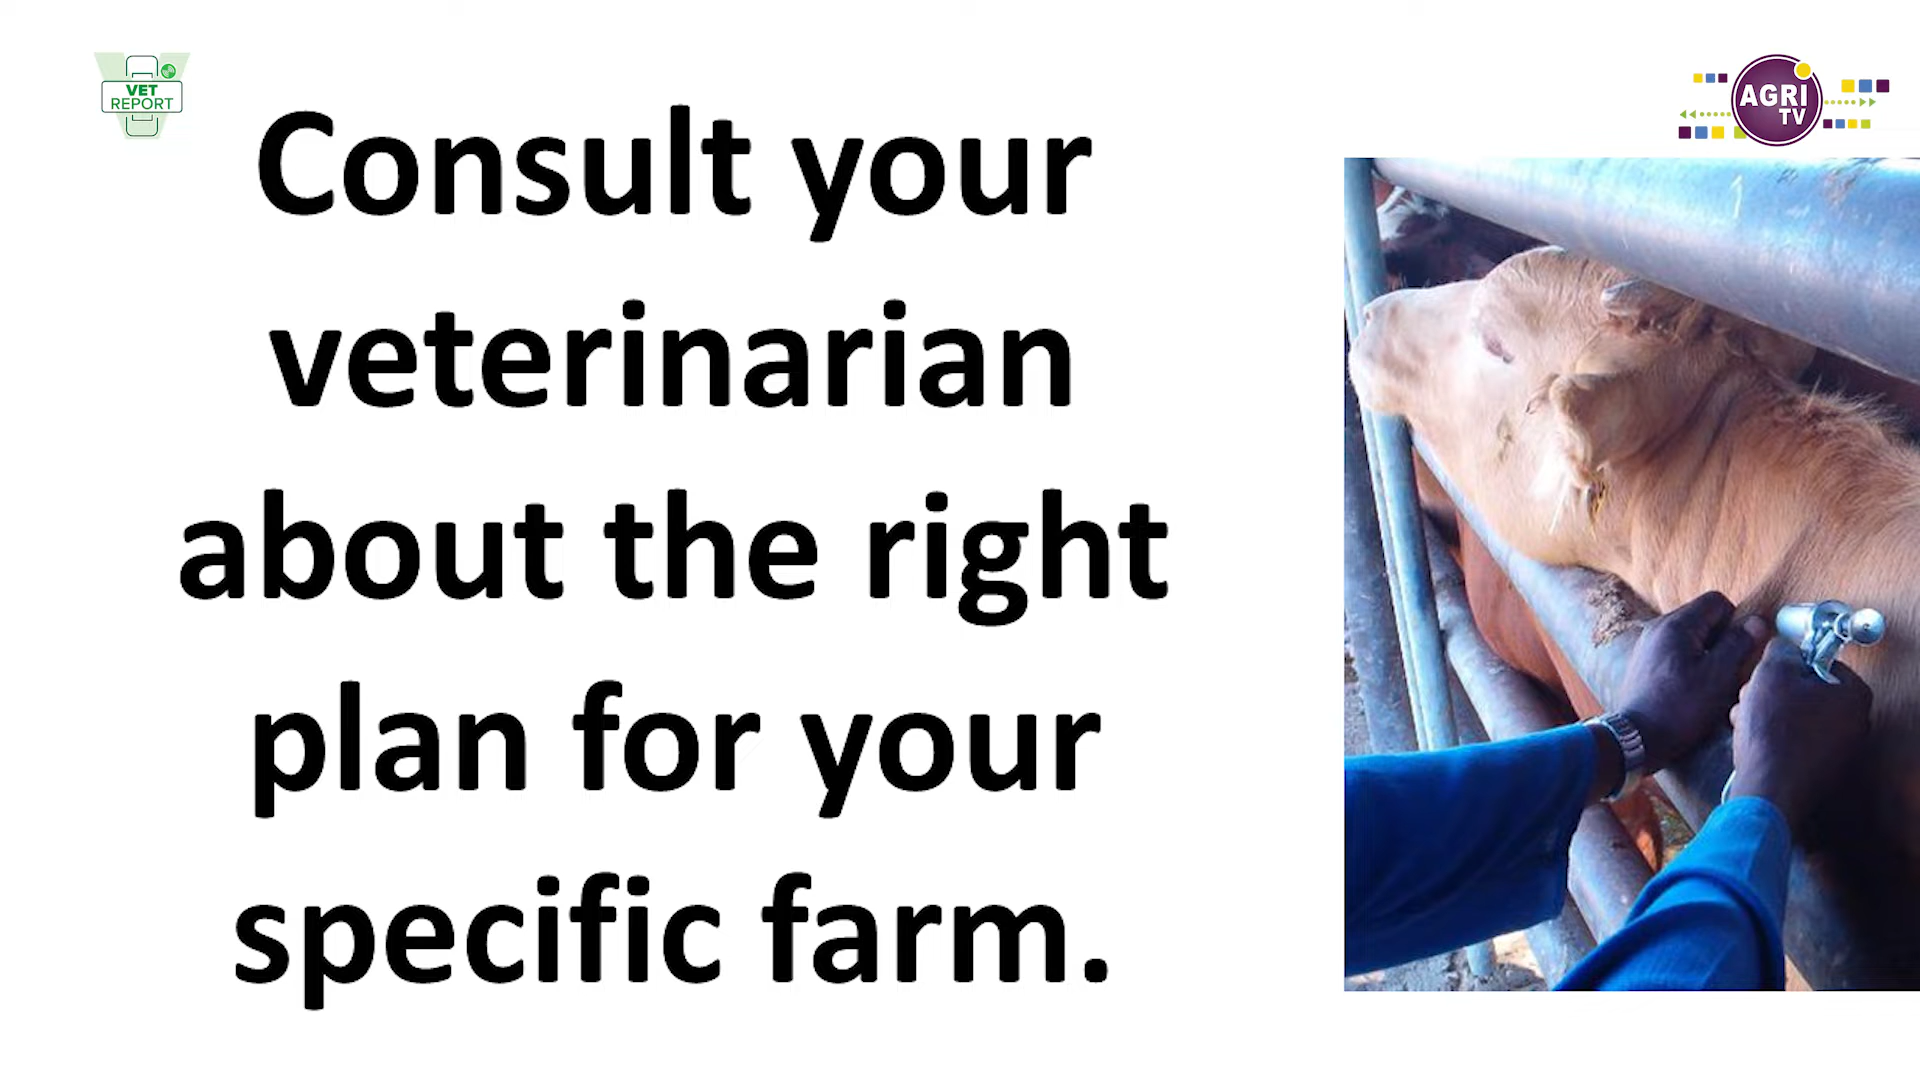 VET
REPORT
AGRI
TV
Consult your
veterinarian
about the right
plan for your
specific farm.